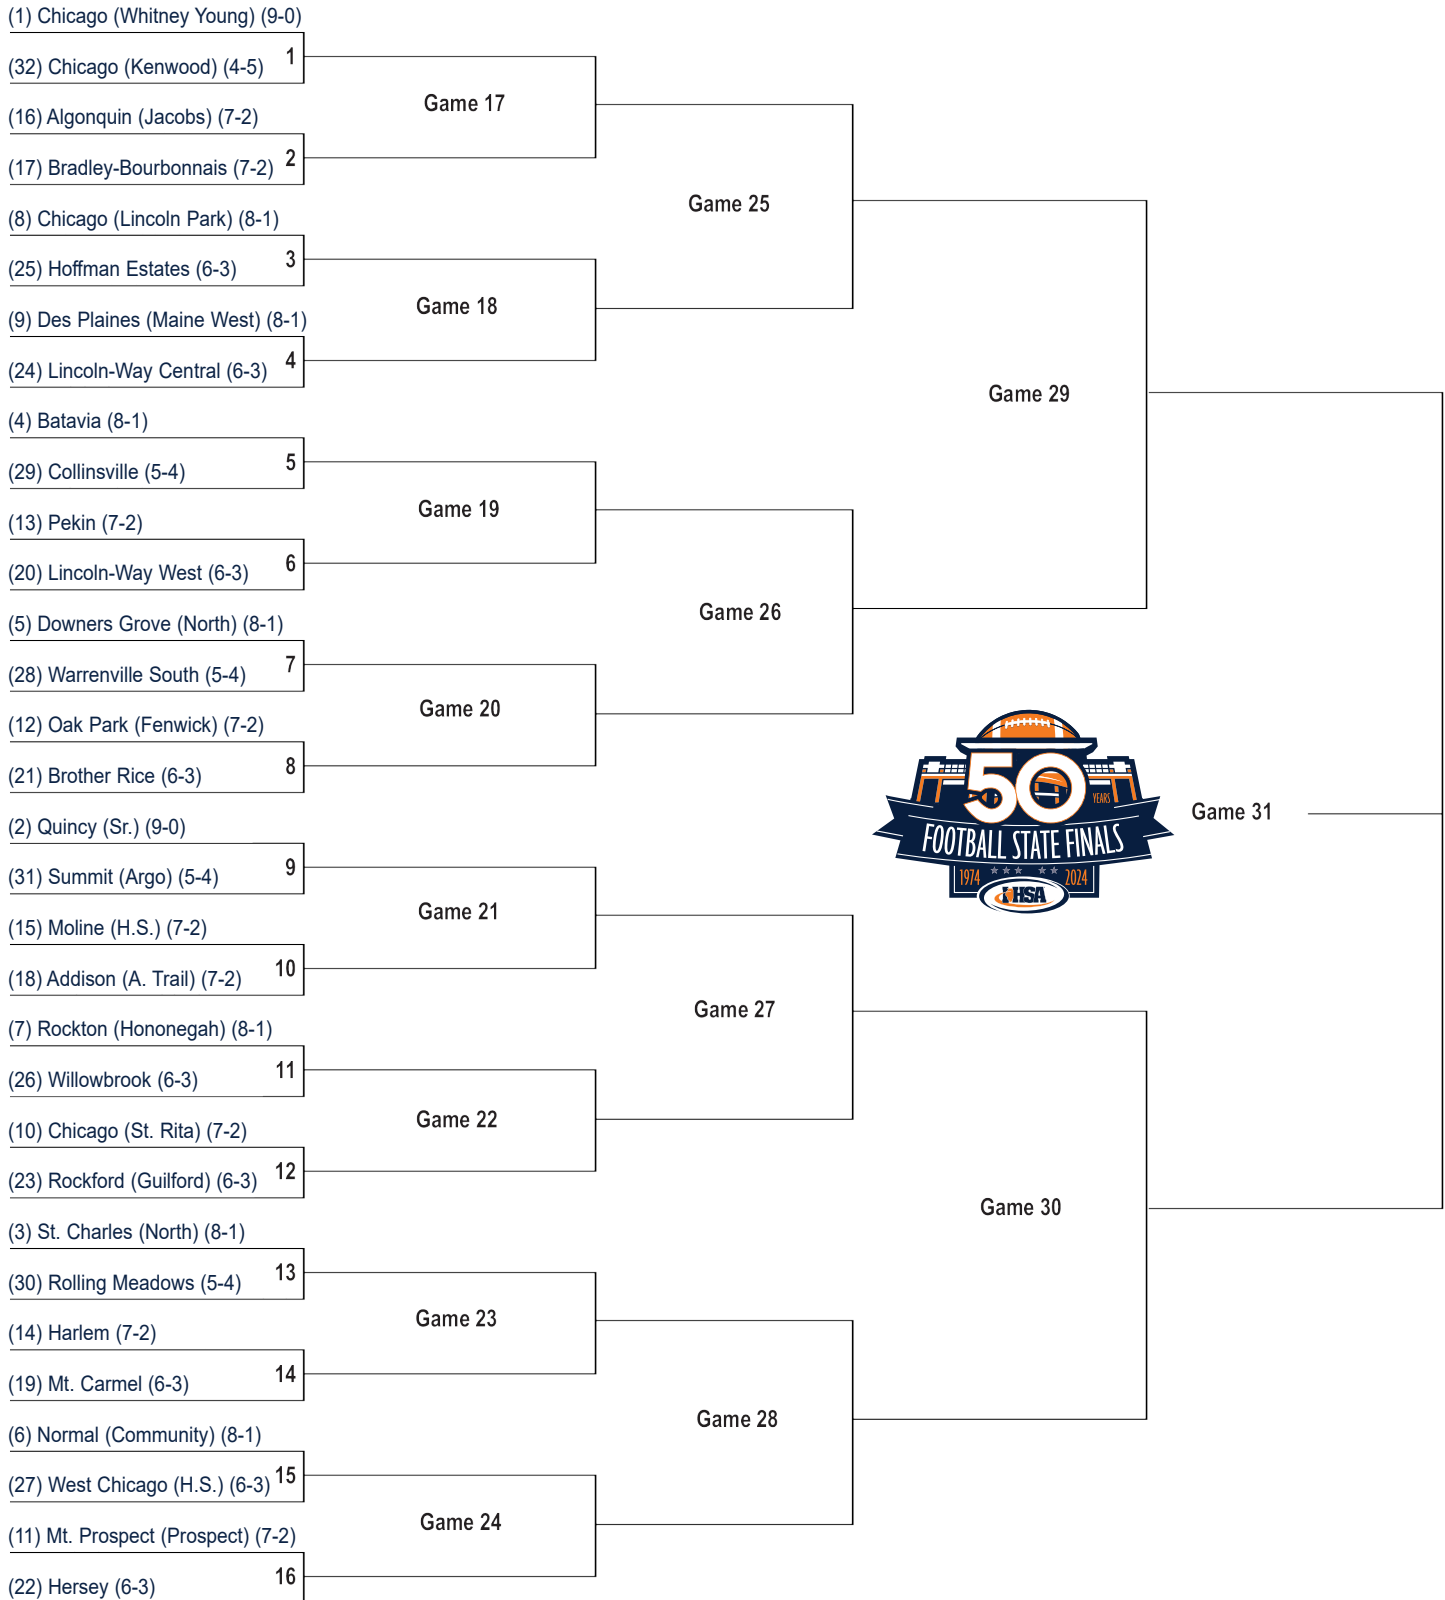 (1) Chicago (Whitney Young) (9-0)
1
(32) Chicago (Kenwood) (4-5)
Game 17
(16) Algonquin (Jacobs) (7-2)
2
(17) Bradley-Bourbonnais (7-2)
Game 25
(8) Chicago (Lincoln Park) (8-1)
3
(25) Hoffman Estates (6-3)
Game 18
(9) Des Plaines (Maine West) (8-1)
4
(24) Lincoln-Way Central (6-3)
Game 29
(4) Batavia (8-1)
5
(29) Collinsville (5-4)
Game 19
(13) Pekin (7-2)
6
(20) Lincoln-Way West (6-3)
Game 26
(5) Downers Grove (North) (8-1)
7
(28) Warrenville South (5-4)
Game 20
(12) Oak Park (Fenwick) (7-2)
8
(21) Brother Rice (6-3)
50
YEARS
FOOTBALL STATE FINALS
1974
2024
IHSA
Game 31
(2) Quincy (Sr.) (9-0)
9
(31) Summit (Argo) (5-4)
Game 21
(15) Moline (H.S.) (7-2)
10
(18) Addison (A. Trail) (7-2)
Game 27
(7) Rockton (Hononegah) (8-1)
11
(26) Willowbrook (6-3)
Game 22
(10) Chicago (St. Rita) (7-2)
12
(23) Rockford (Guilford) (6-3)
Game 30
(3) St. Charles (North) (8-1)
13
(30) Rolling Meadows (5-4)
Game 23
(14) Harlem (7-2)
14
(19) Mt. Carmel (6-3)
Game 28
(6) Normal (Community) (8-1)
15
(27) West Chicago (H.S.) (6-3)
Game 24
(11) Mt. Prospect (Prospect) (7-2)
16
(22) Hersey (6-3)